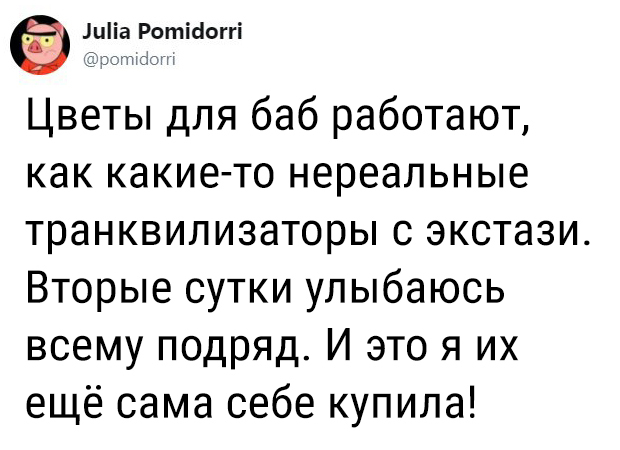 Julia Pomidorri
@pomidorri
Цветы для баб работают,
как какие-то нереальные
транквилизаторы с экстази.
Вторые сутки улыбаюсь
всему подряд. И это я их
ещё сама себе купила!